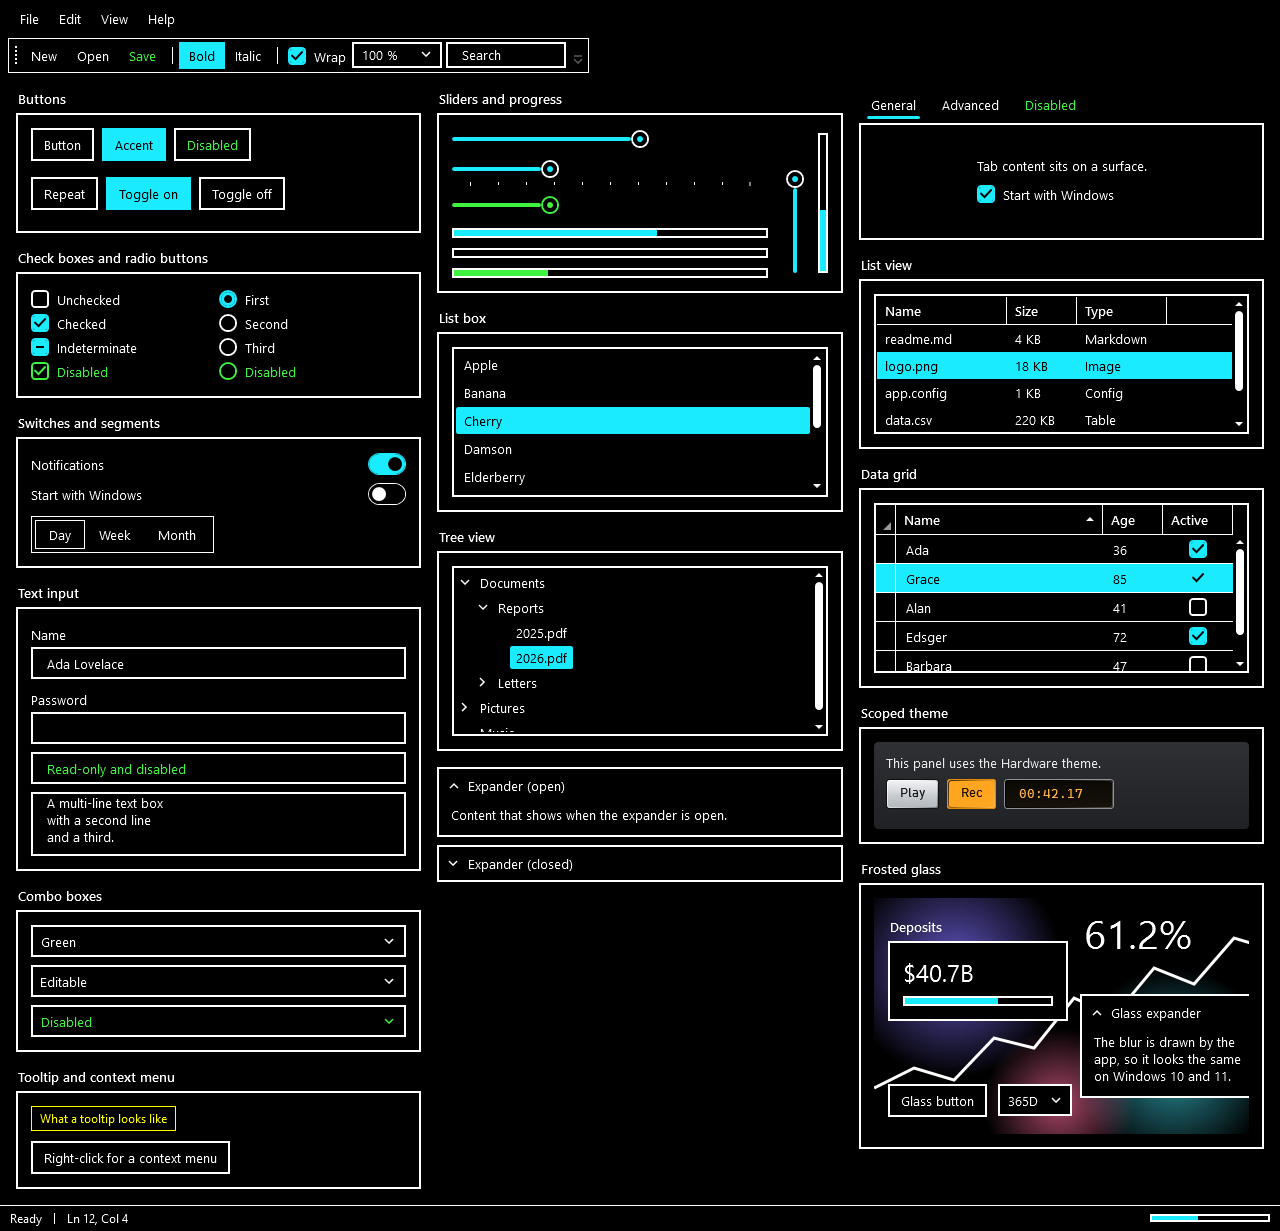 File Edit View Help
New Open Save Bold Italic Wrap 100 % Search
Buttons
Button Accent Disabled
Repeat Toggle on Toggle off
Check boxes and radio buttons
Unchecked First
Checked Second
Indeterminate Third
Disabled Disabled
Switches and segments
Notifications
Start with Windows
Day Week Month
Text input
Name
Ada Lovelace
Password
Read-only and disabled
A multi-line text box
with a second line
and a third.
Combo boxes
Green
Editable
Disabled
Tooltip and context menu
What a tooltip looks like
Right-click for a context menu
Sliders and progress
List box
Apple
Banana
Cherry
Damson
Elderberry
Tree view
Documents
Reports
2025.pdf
2026.pdf
Letters
Pictures
Music
Expander (open)
Content that shows when the expander is open.
Expander (closed)
General Advanced Disabled
Tab content sits on a surface.
Start with Windows
List view
Name Size Type
readme.md 4 KB Markdown
logo.png 18 KB Image
app.config 1 KB Config
data.csv 220 KB Table
Data grid
Name Age Active
Ada 36
Grace 85
Alan 41
Edsger 72
Barbara 47
Scoped theme
This panel uses the Hardware theme.
Play Rec 00:42.17
Frosted glass
Deposits
61.2%
$40.7B
Glass expander
The blur is drawn by the
app, so it looks the same
on Windows 10 and 11.
Glass button 365D
Ready Ln 12, Col 4